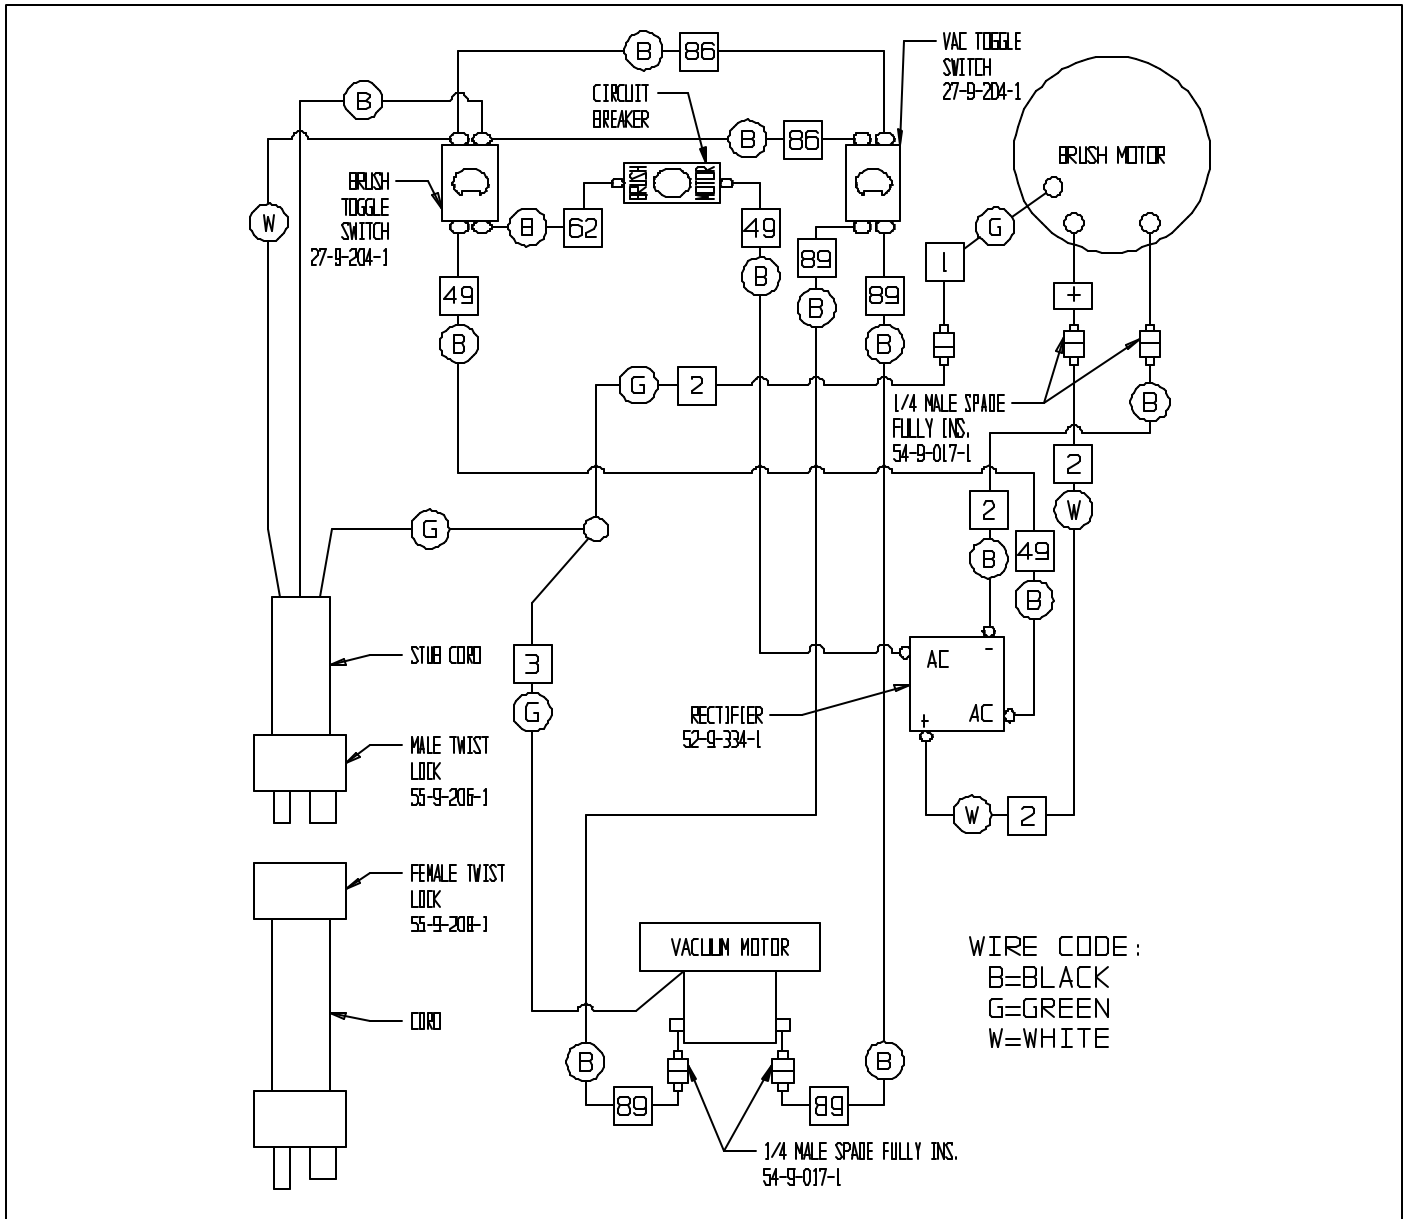 B 86
VAC TOGGLE
SWITCH
27-9-204-1
CIRCUIT
BREAKER
B
B 86
BRUSH MOTOR
BRUSH
MOTOR
BRUSH
TOGGLE
SWITCH
27-9-204-1
W
B 62
49
B
89
B
G
1
49
B
89
B
+
G 2
1/4 MALE SPADE
FULLY INS.
54-9-017-1
B
2
W
2
B
49
B
G
STUB CORD
3
G
AC -
+ AC
RECTIFIER
52-9-334-1
MALE TWIST
LOCK
55-9-206-1
W 2
FEMALE TWIST
LOCK
55-9-208-1
VACUUM MOTOR
WIRE CODE:
B=BLACK
G=GREEN
W=WHITE
CORD
B
89
B
89
1/4 MALE SPADE FULLY INS.
54-9-017-1